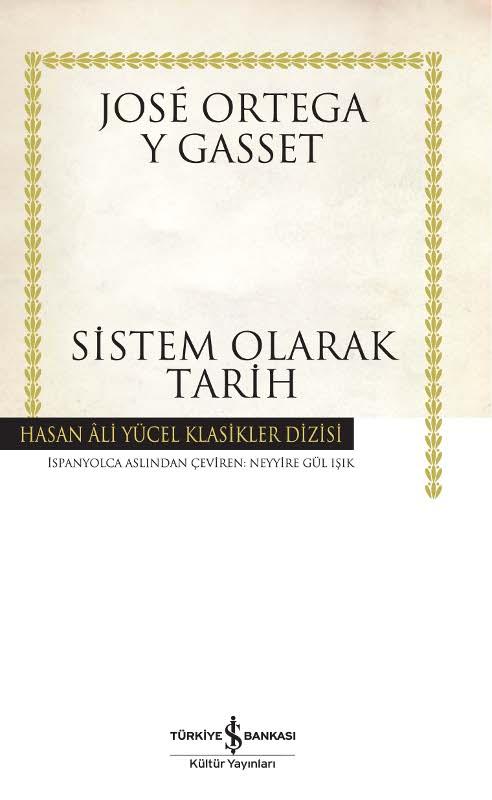 JOSÉ ORTEGA
Y GASSET
SİSTEM OLARAK
TARİH
HASAN ÂLİ YÜCEL KLASİKLER DİZİSİ
İSPANYOLCA ASLINDAN ÇEVİREN: NEYYİRE GÜL IŞIK
TÜRKİYE İŞ BANKASI
Kültür Yayınları